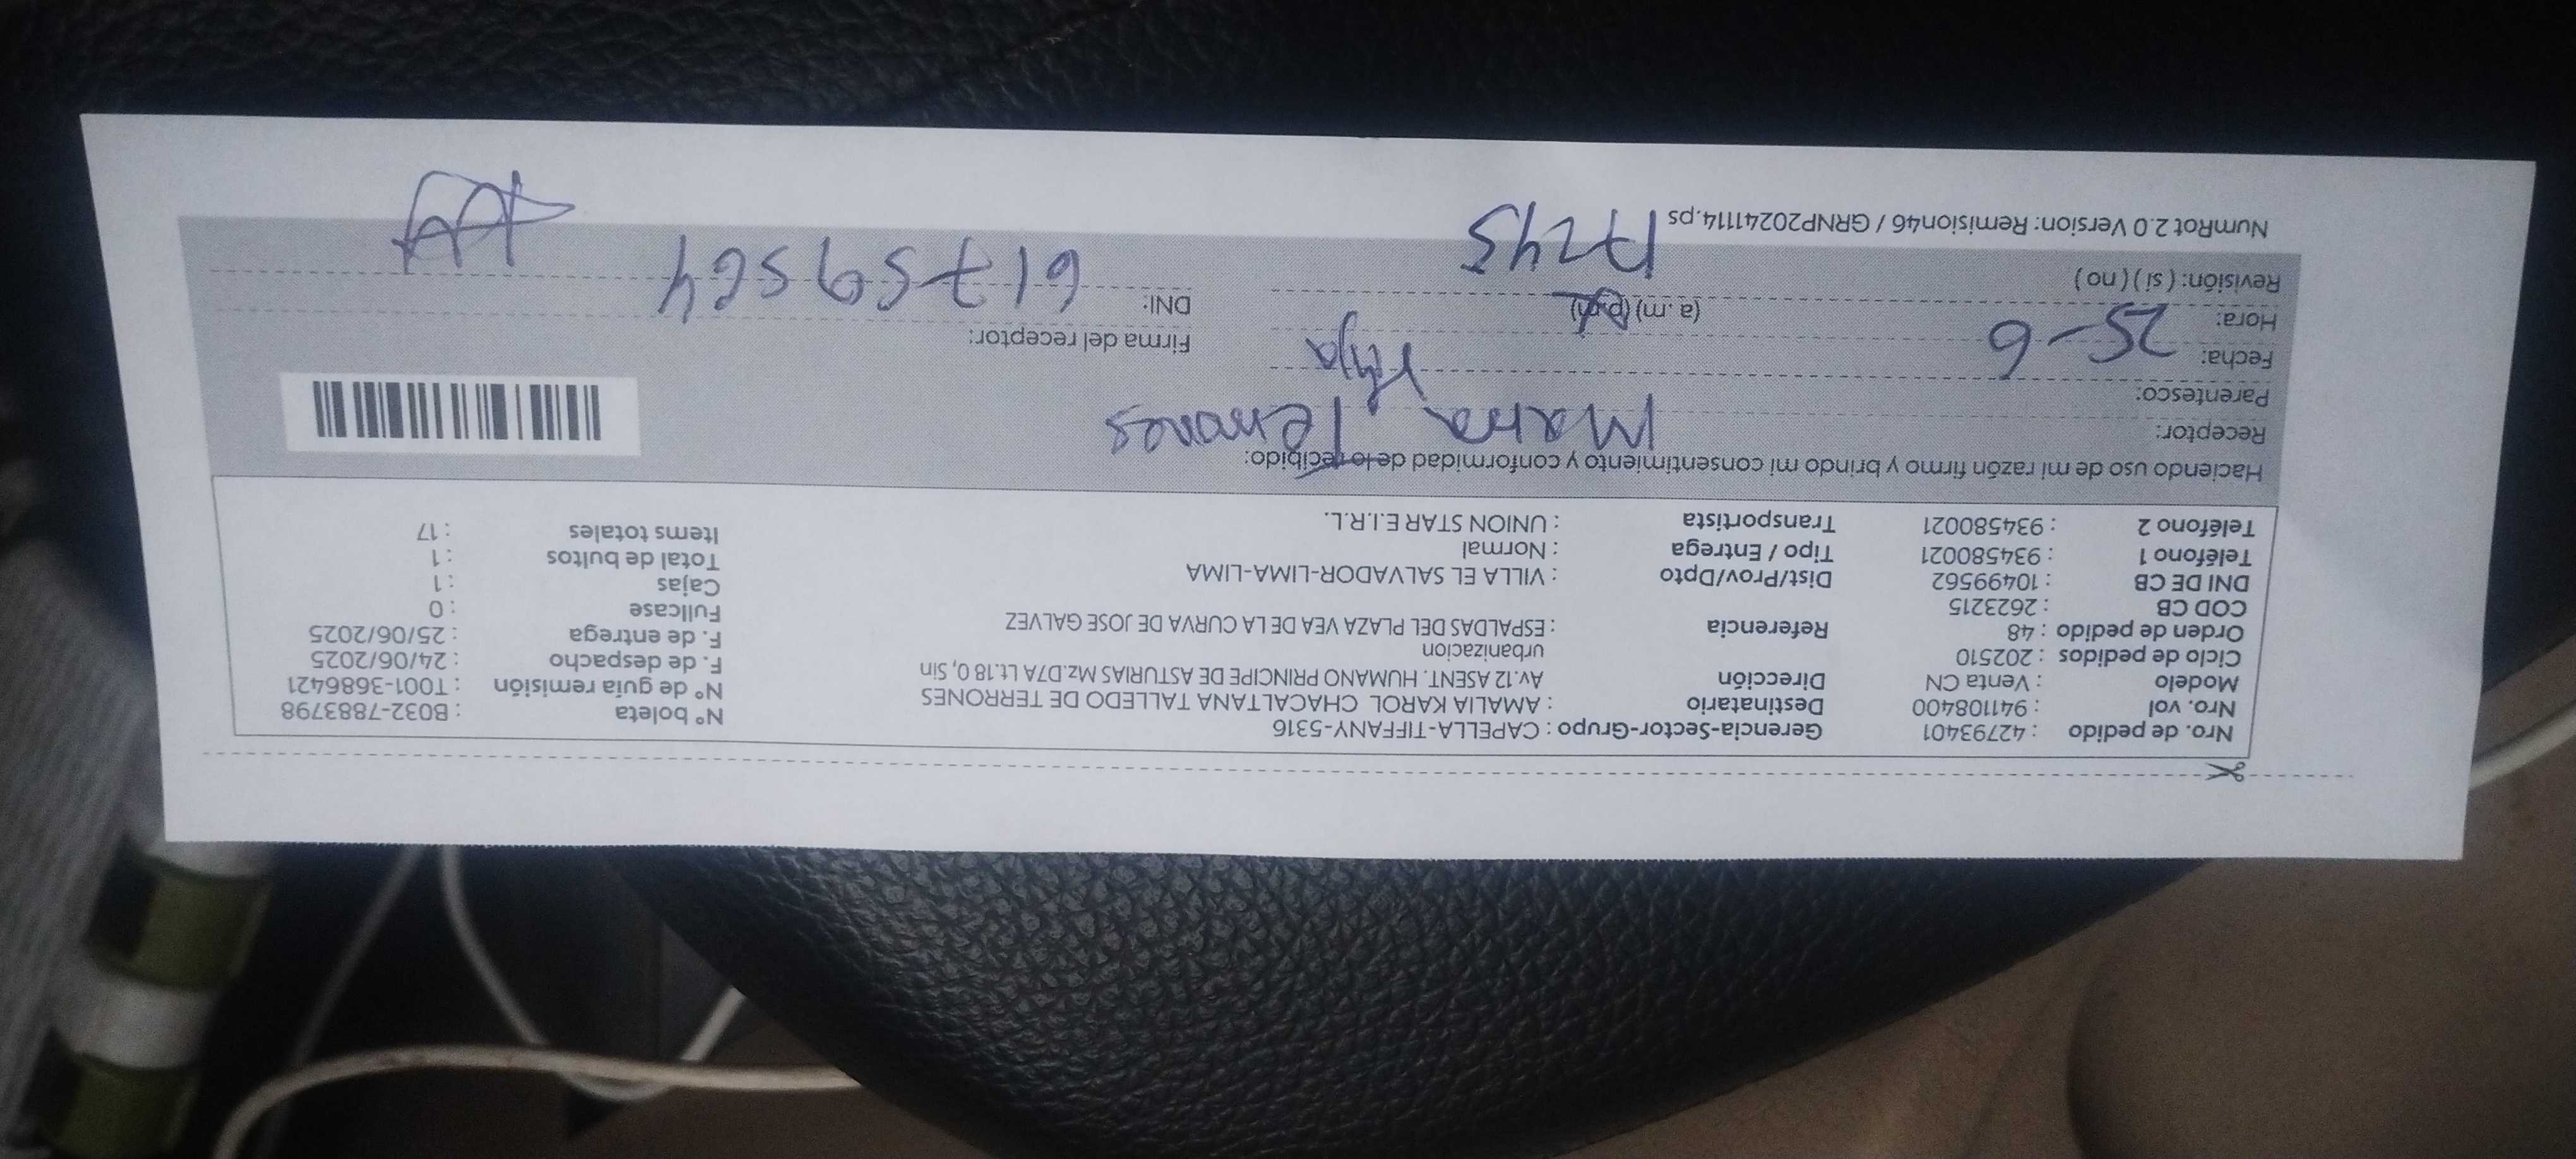 Nro. de pedido : 42793401 Gerencia-Sector-Grupo : CAPELLA-TIFFANY-5316 N° boleta : B032-7883798
Nro. vol : 941108400 Destinatario : AMALIA KAROL CHACALTANA TALLEDO DE TERRONES N° de guía remisión : T001-3686421
Modelo : Venta CN Dirección Av.12 ASENT. HUMANO PRINCIPE DE ASTURIAS Mz.D7A Lt.18 0, Sin F. de despacho : 24/06/2025
Ciclo de pedidos : 202510 urbanizacion F. de entrega : 25/06/2025
Orden de pedido : 48 Referencia : ESPALDAS DEL PLAZA VEA DE LA CURVA DE JOSE GALVEZ Fullcase : 0
COD CB : 2623215 Cajas : 1
DNI DE CB : 10499562 Dist/Prov/Dpto : VILLA EL SALVADOR-LIMA-LIMA Total de bultos : 1
Teléfono 1 : 934580021 Tipo / Entrega : Normal Items totales : 17
Teléfono 2 : 934580021 Transportista : UNION STAR E.I.R.L.
Haciendo uso de mi razón firmo y brindo mi consentimiento y conformidad de lo recibido:
Receptor: Maria
Parentesco: Hija
Fecha: 25-6 Firma del receptor:
Hora: (a.m) (p.m) DNI: 61759564
Revisión: ( si ) ( no )
NumRot 2.0 Version: Remision46 / GRNP20241114.ps